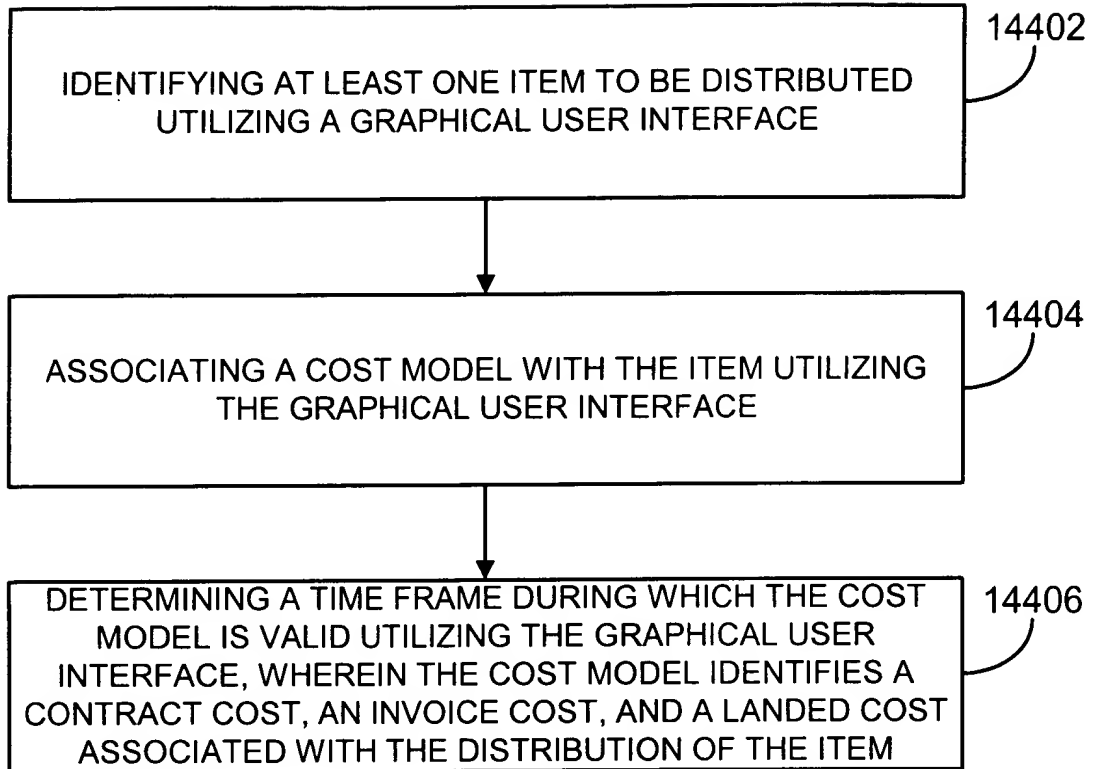 14402
IDENTIFYING AT LEAST ONE ITEM TO BE DISTRIBUTED
UTILIZING A GRAPHICAL USER INTERFACE
14404
ASSOCIATING A COST MODEL WITH THE ITEM UTILIZING
THE GRAPHICAL USER INTERFACE
14406
DETERMINING A TIME FRAME DURING WHICH THE COST
MODEL IS VALID UTILIZING THE GRAPHICAL USER
INTERFACE, WHEREIN THE COST MODEL IDENTIFIES A
CONTRACT COST, AN INVOICE COST, AND A LANDED COST
ASSOCIATED WITH THE DISTRIBUTION OF THE ITEM